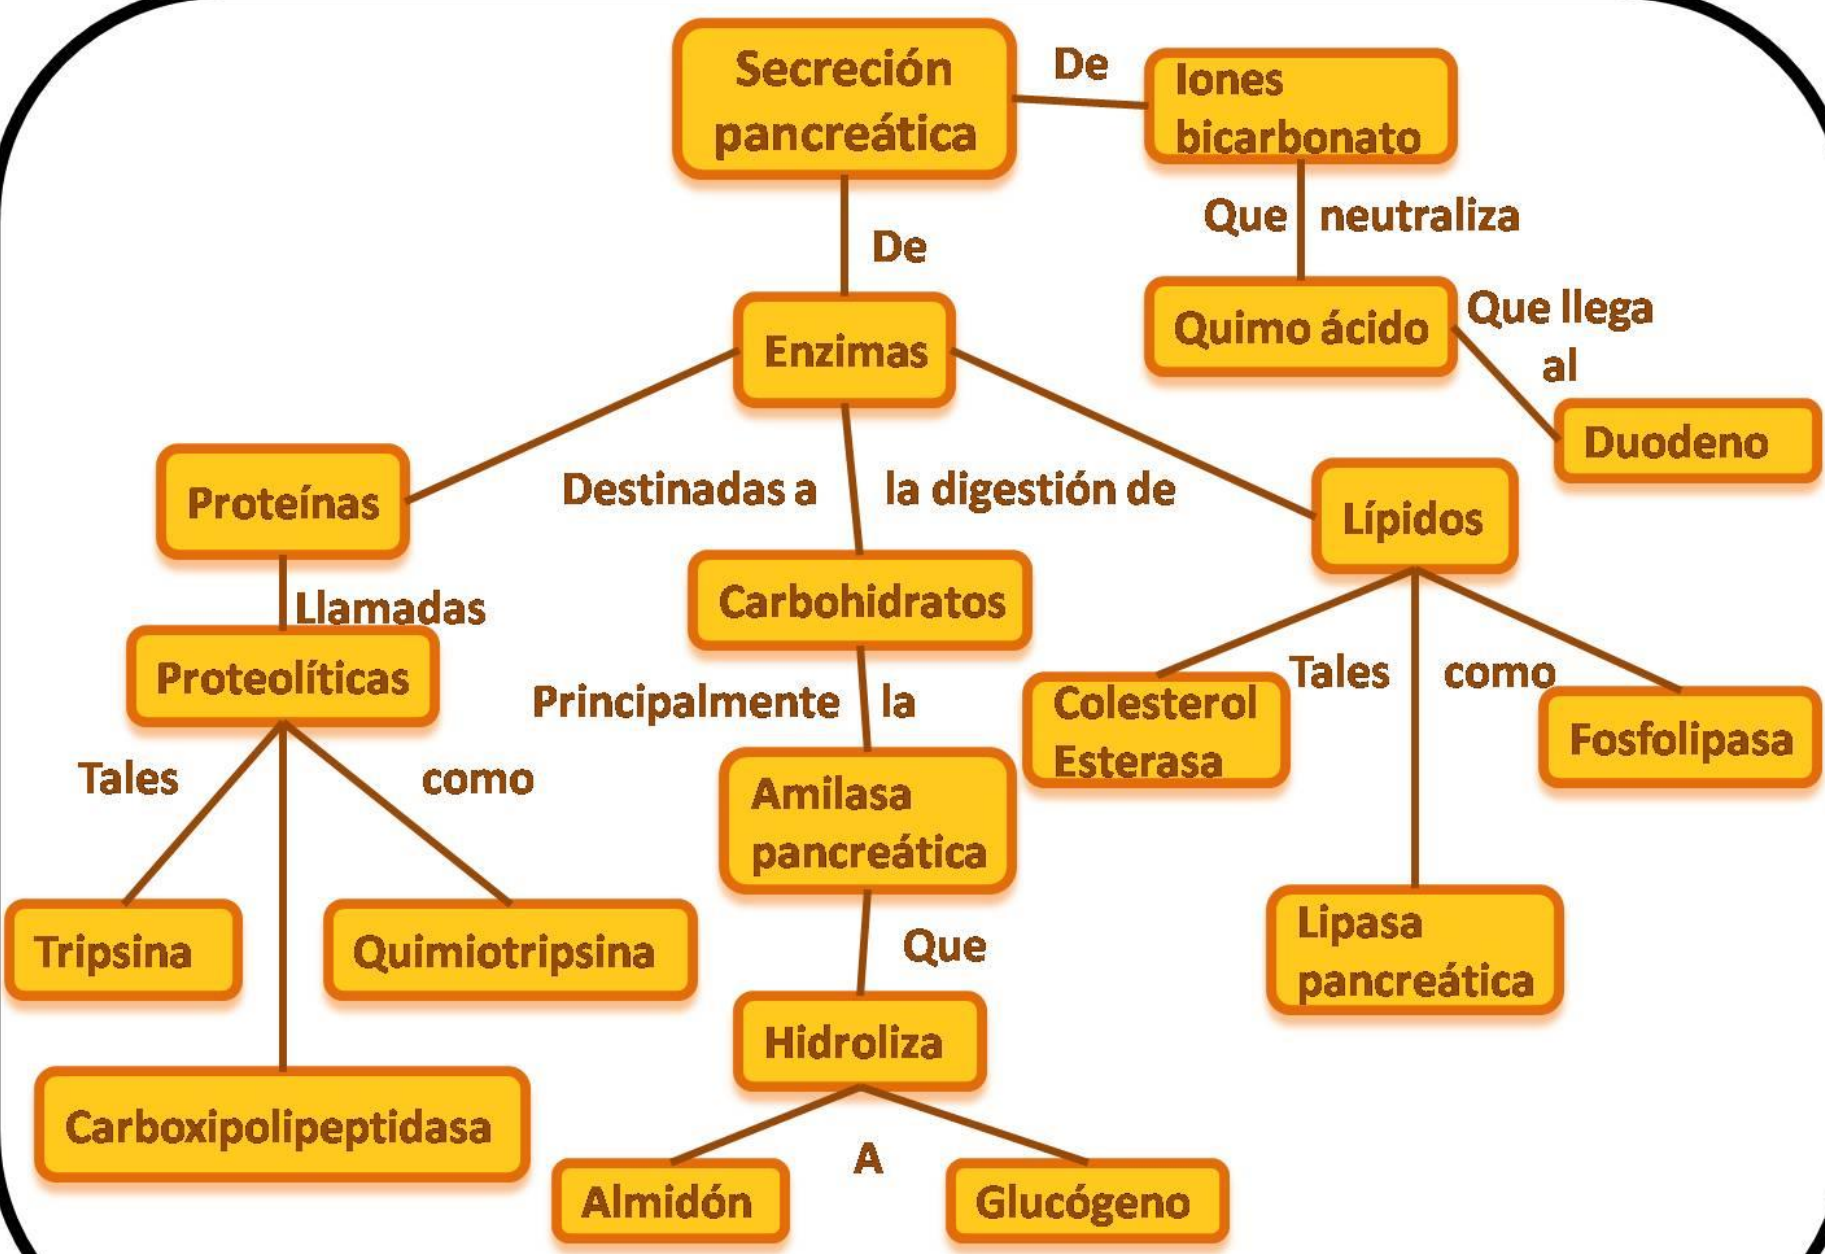 Secreción
pancreática
De
Iones
bicarbonato
Que neutraliza
De
Quimo ácido
Que llega
al
Duodeno
Enzimas
Destinadas a la digestión de
Proteínas
Llamadas
Proteolíticas
Tales como
Tripsina
Quimiotripsina
Carboxipolipeptidasa
Carbohidratos
Principalmente la
Amilasa
pancreática
Que
Hidroliza
A
Almidón
Glucógeno
Lípidos
Tales como
Colesterol
Esterasa
Fosfolipasa
Lipasa
pancreática